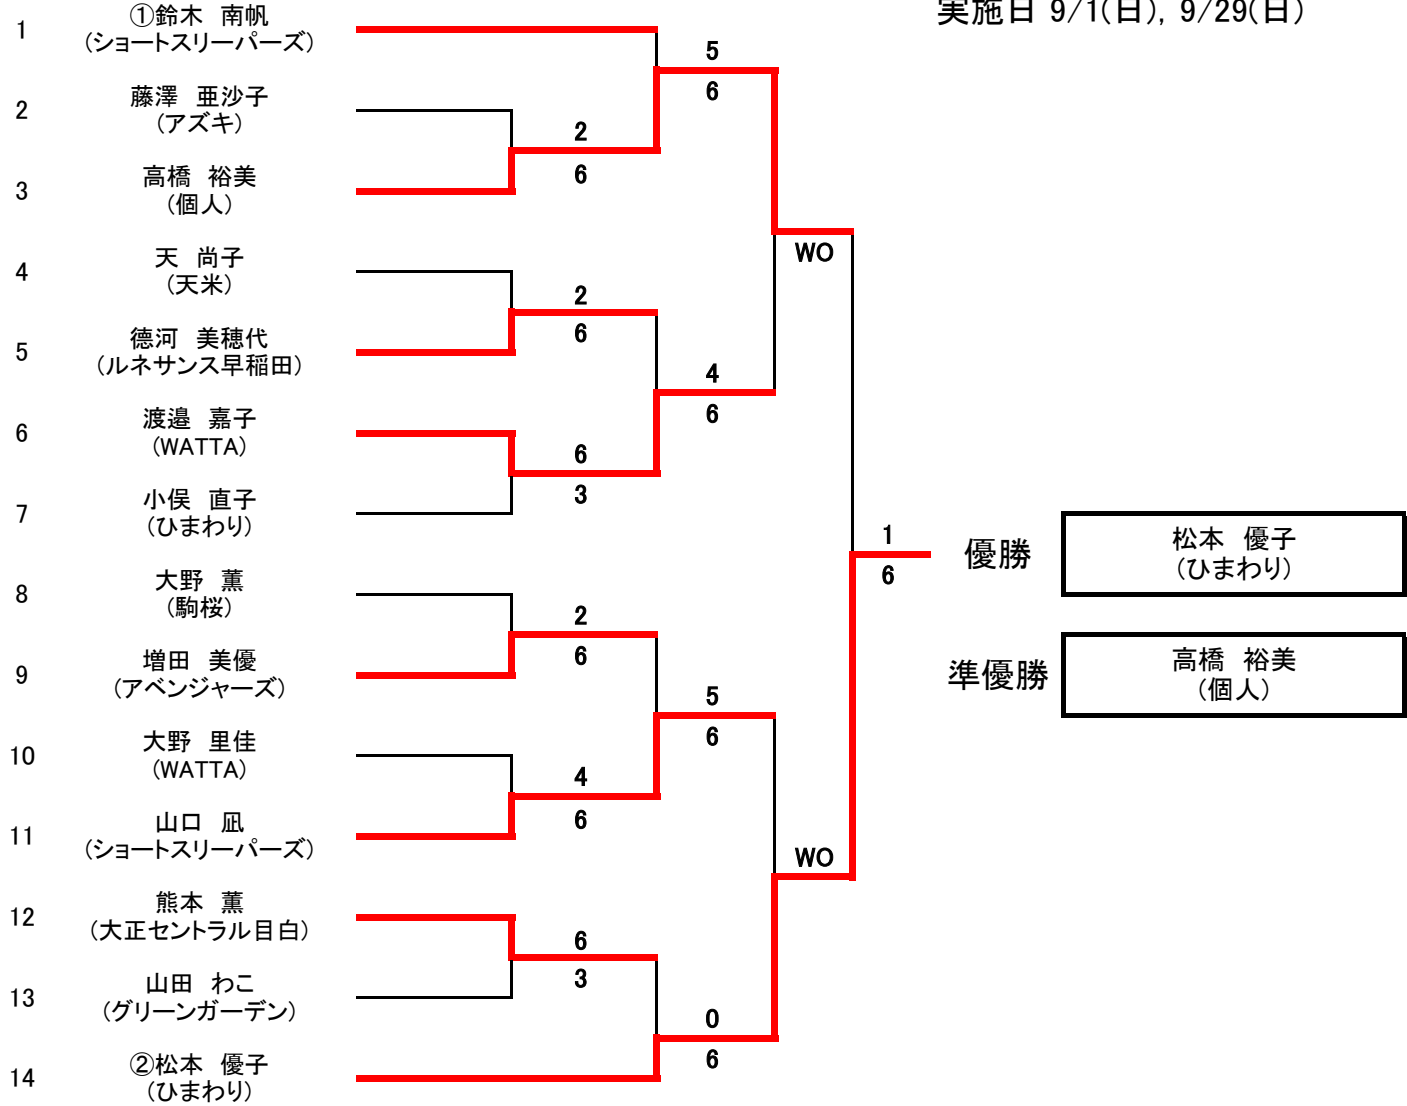 実施日 9/1(日), 9/29(日)
1
①鈴木 南帆
(ショートスリーパーズ)
5
6
2
藤澤 亜沙子
(アズキ)
2
6
3
高橋 裕美
(個人)
WO
4
天 尚子
(天米)
2
6
5
德河 美穂代
(ルネサンス早稲田)
4
6
6
渡邉 嘉子
(WATTA)
6
3
7
小俣 直子
(ひまわり)
1
6
優勝
松本 優子
(ひまわり)
8
大野 薫
(駒桜)
2
6
準優勝
高橋 裕美
(個人)
9
増田 美優
(アベンジャーズ)
5
6
10
大野 里佳
(WATTA)
4
6
11
山口 凪
(ショートスリーパーズ)
WO
12
熊本 薫
(大正セントラル目白)
6
3
13
山田 わこ
(グリーンガーデン)
0
6
14
②松本 優子
(ひまわり)